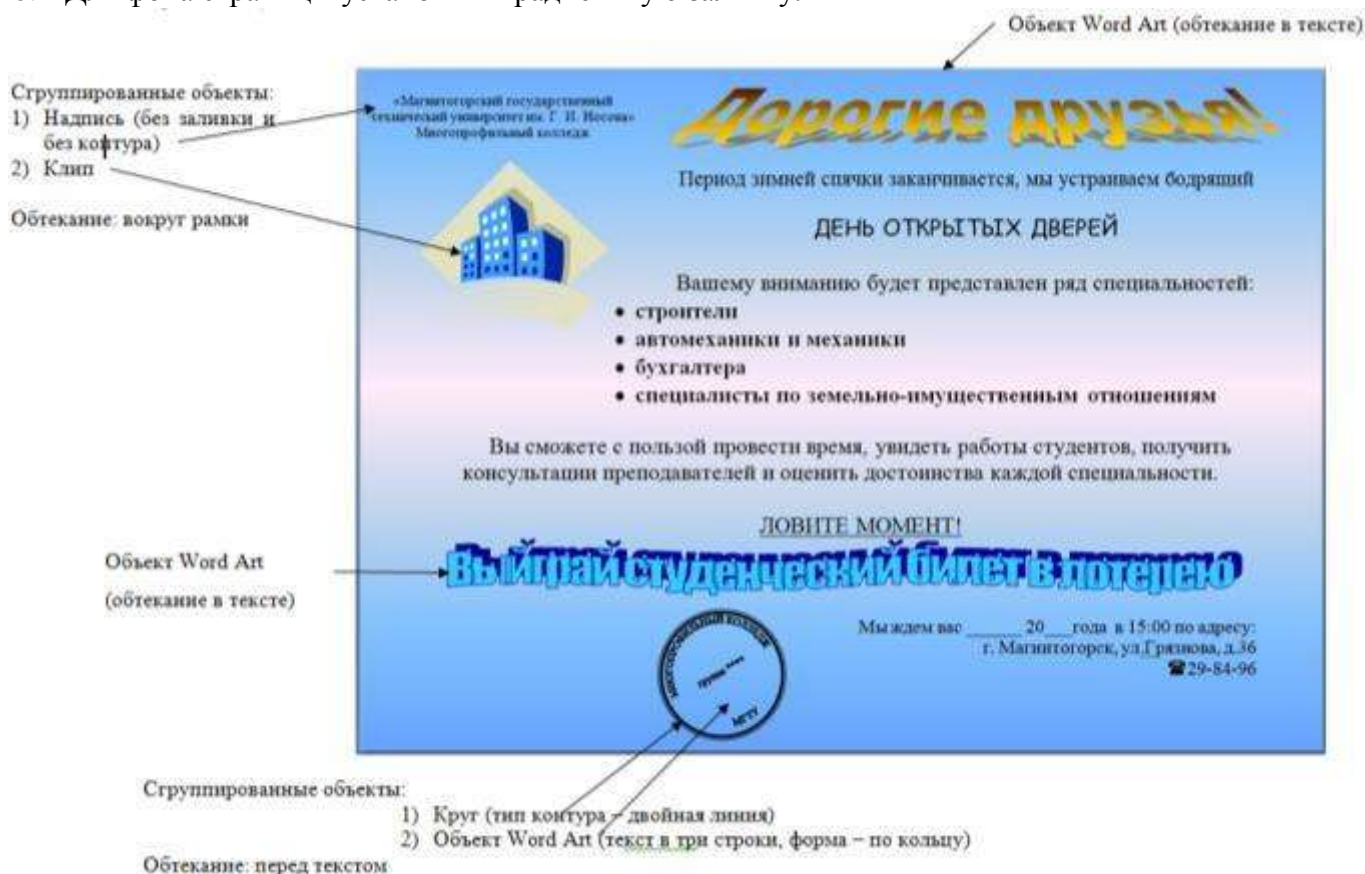 Объект Word Art (обтекание в тексте)
Сгруппированные объекты:
1) Надпись (без заливки и
без контура)
2) Клип
Обтекание: вокруг рамки
«Магнитогорский государственный
технический университет им. Г. И. Носова»
Многопрофильный колледж
Дорогие друзья!
Период зимней спячки заканчивается, мы устраиваем бодрящий
ДЕНЬ ОТКРЫТЫХ ДВЕРЕЙ
Вашему вниманию будет представлен ряд специальностей:
• строители
• автомеханики и механики
• бухгалтера
• специалисты по земельно-имущественным отношениям
Вы сможете с пользой провести время, увидеть работы студентов, получить
консультации преподавателей и оценить достоинства каждой специальности.
ЛОВИТЕ МОМЕНТ!
Выйграй студенческий билет в лотерею
Объект Word Art
(обтекание в тексте)
Мы ждем вас ______ 20___года в 15:00 по адресу:
г. Магнитогорск, ул.Грязнова, д.36
☎29-84-96
МНОГОПРОФИЛЬНЫЙ КОЛЛЕДЖ
группа
МГТУ
Сгруппированные объекты:
1) Круг (тип контура – двойная линия)
2) Объект Word Art (текст в три строки, форма – по кольцу)
Обтекание: перед текстом